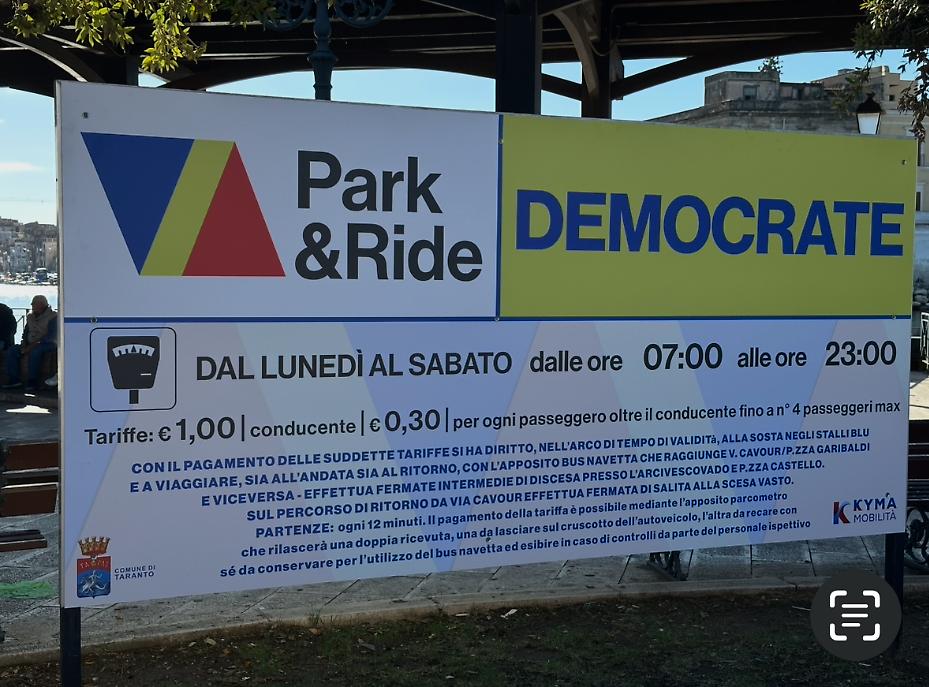 Park
&Ride
DEMOCRATE
DAL LUNEDÌ AL SABATO dalle ore 07:00 alle ore 23:00
Tariffe: € 1,00 | conducente | € 0,30 | per ogni passeggero oltre il conducente fino a n° 4 passeggeri max
CON IL PAGAMENTO DELLE SUDDETTE TARIFFE SI HA DIRITTO, NELL'ARCO DI TEMPO DI VALIDITà, ALLA SOSTA NEGLI STALLI BLU
E A VIAGGIARE, SIA ALL'ANDATA SIA AL RITORNO, CON L'APPOSITO BUS NAVETTA CHE RAGGIUNGE V. CAVOUR/P.ZZA GARIBALDI
E VICEVERSA - EFFETTUA FERMATE INTERMEDIE DI DISCESA PRESSO L'ARCIVESCOVADO E P.ZZA CASTELLO.
SUL PERCORSO DI RITORNO DA VIA CAVOUR EFFETTUA FERMATA DI SALITA ALLA SCESA VASTO.
PARTENZE: ogni 12 minuti. Il pagamento della tariffa è possibile mediante l'apposito parcometro
che rilascerà una doppia ricevuta, una da lasciare sul cruscotto dell'autoveicolo, l'altra da recare con
sé da conservare per l'utilizzo del bus navetta ed esibire in caso di controlli da parte del personale ispettivo
KYMA
MOBILITÀ
COMUNE DI
TARANTO